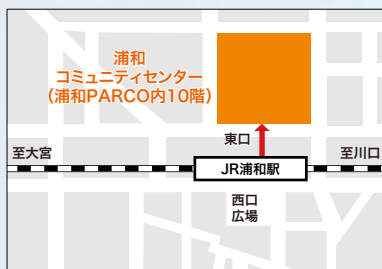 浦和
コミュニティセンター
（浦和PARCO内10階）
東口
至大宮
至川口
JR浦和駅
西口
広場